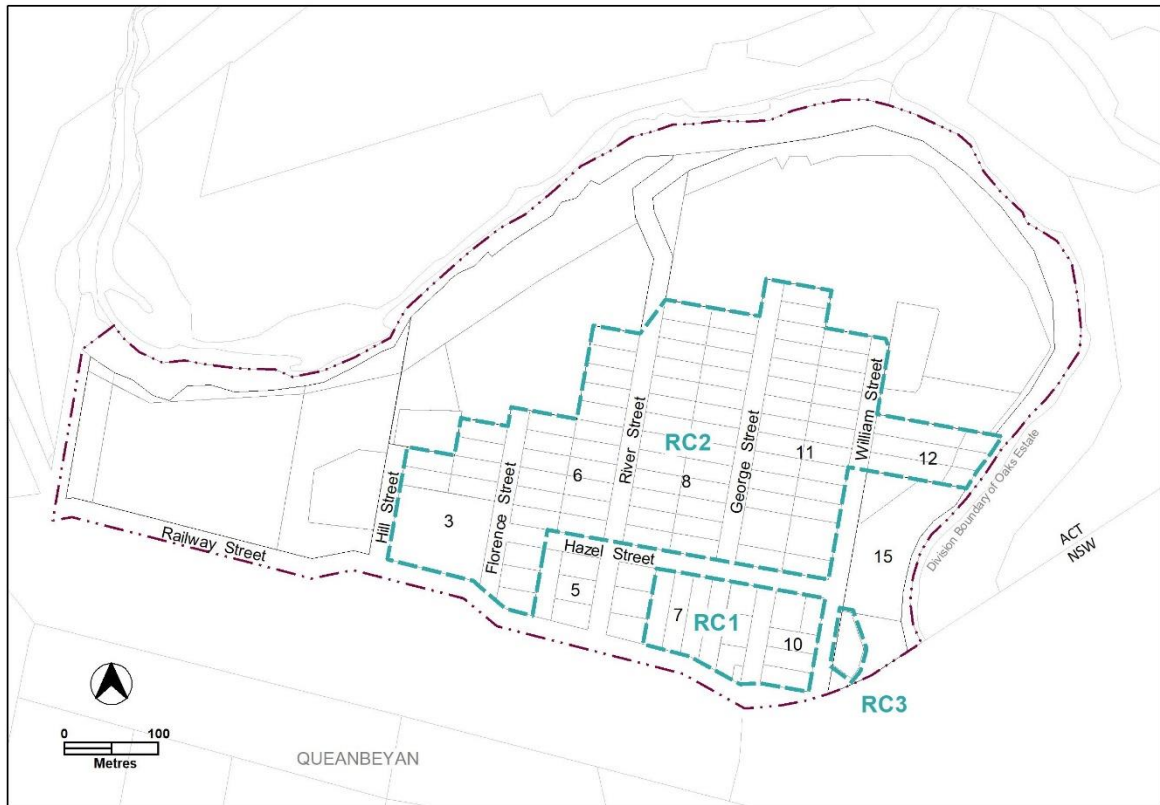 William Street
George Street
11
River Street
RC2
12
6
8
Hill Street
3
Florence Street
Railway Street
Hazel Street
Division Boundary of Oaks Estate
ACT
NSW
15
5
7
RC1
10
RC3
0 100
Metres
QUEANBEYAN